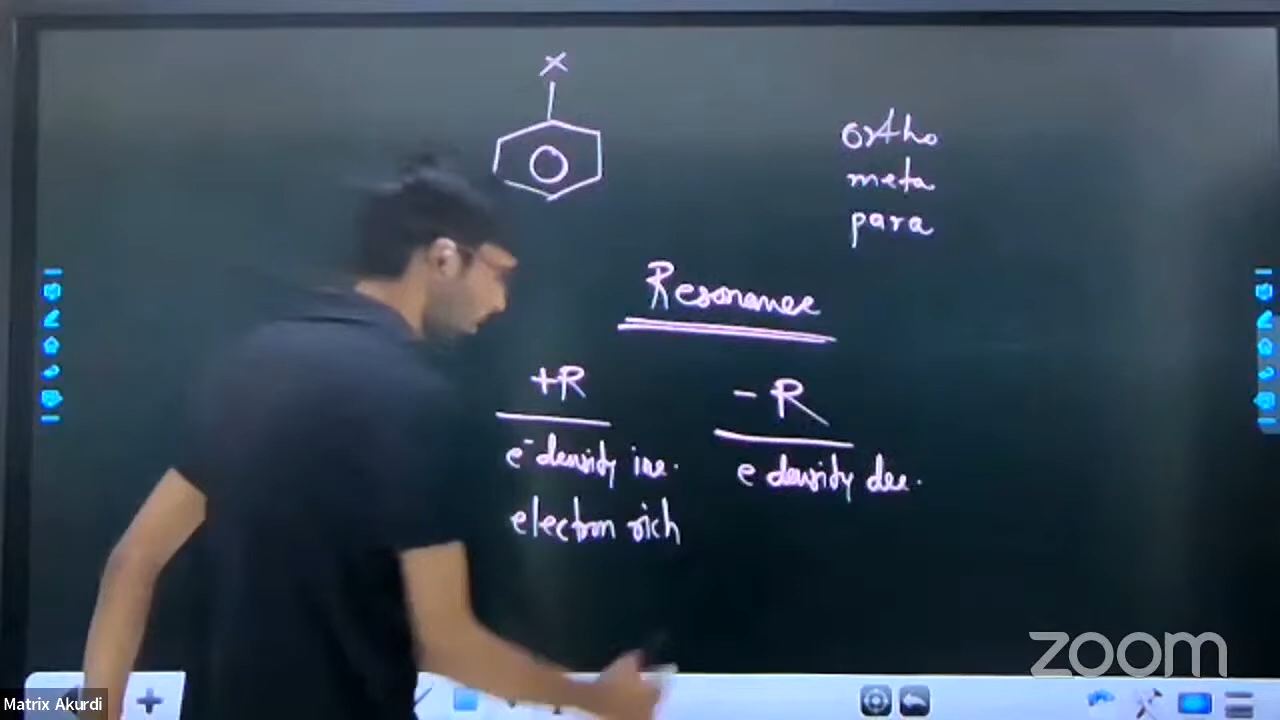 X
ortho
meta
para
Resonance
+R
- R
e⁻ density inc.
e density dec.
electron rich
zoom
Matrix Akurdi